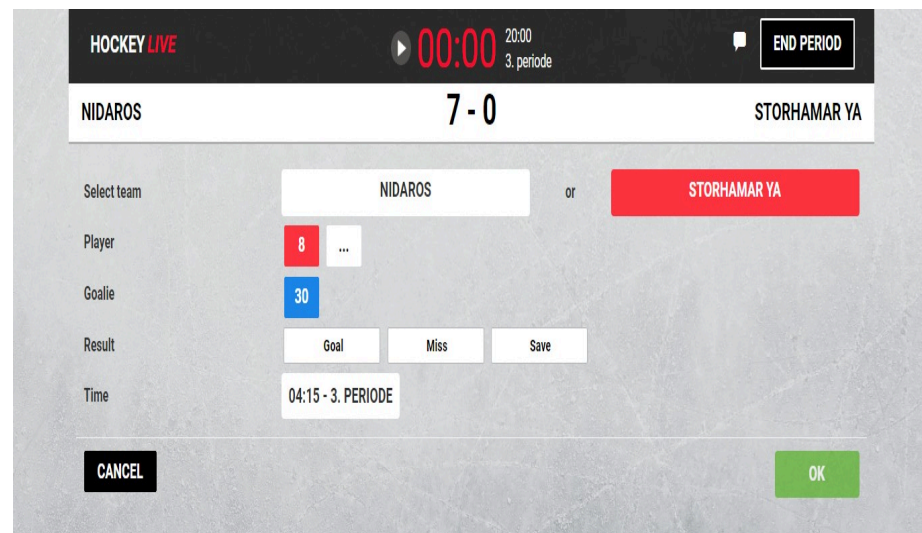 HOCKEY LIVE
00:00
20:00
3. periode
END PERIOD
NIDAROS
7 - 0
STORHAMAR YA
Select team
NIDAROS
or
STORHAMAR YA
Player
8
...
Goalie
30
Result
Goal
Miss
Save
Time
04:15 - 3. PERIODE
CANCEL
OK